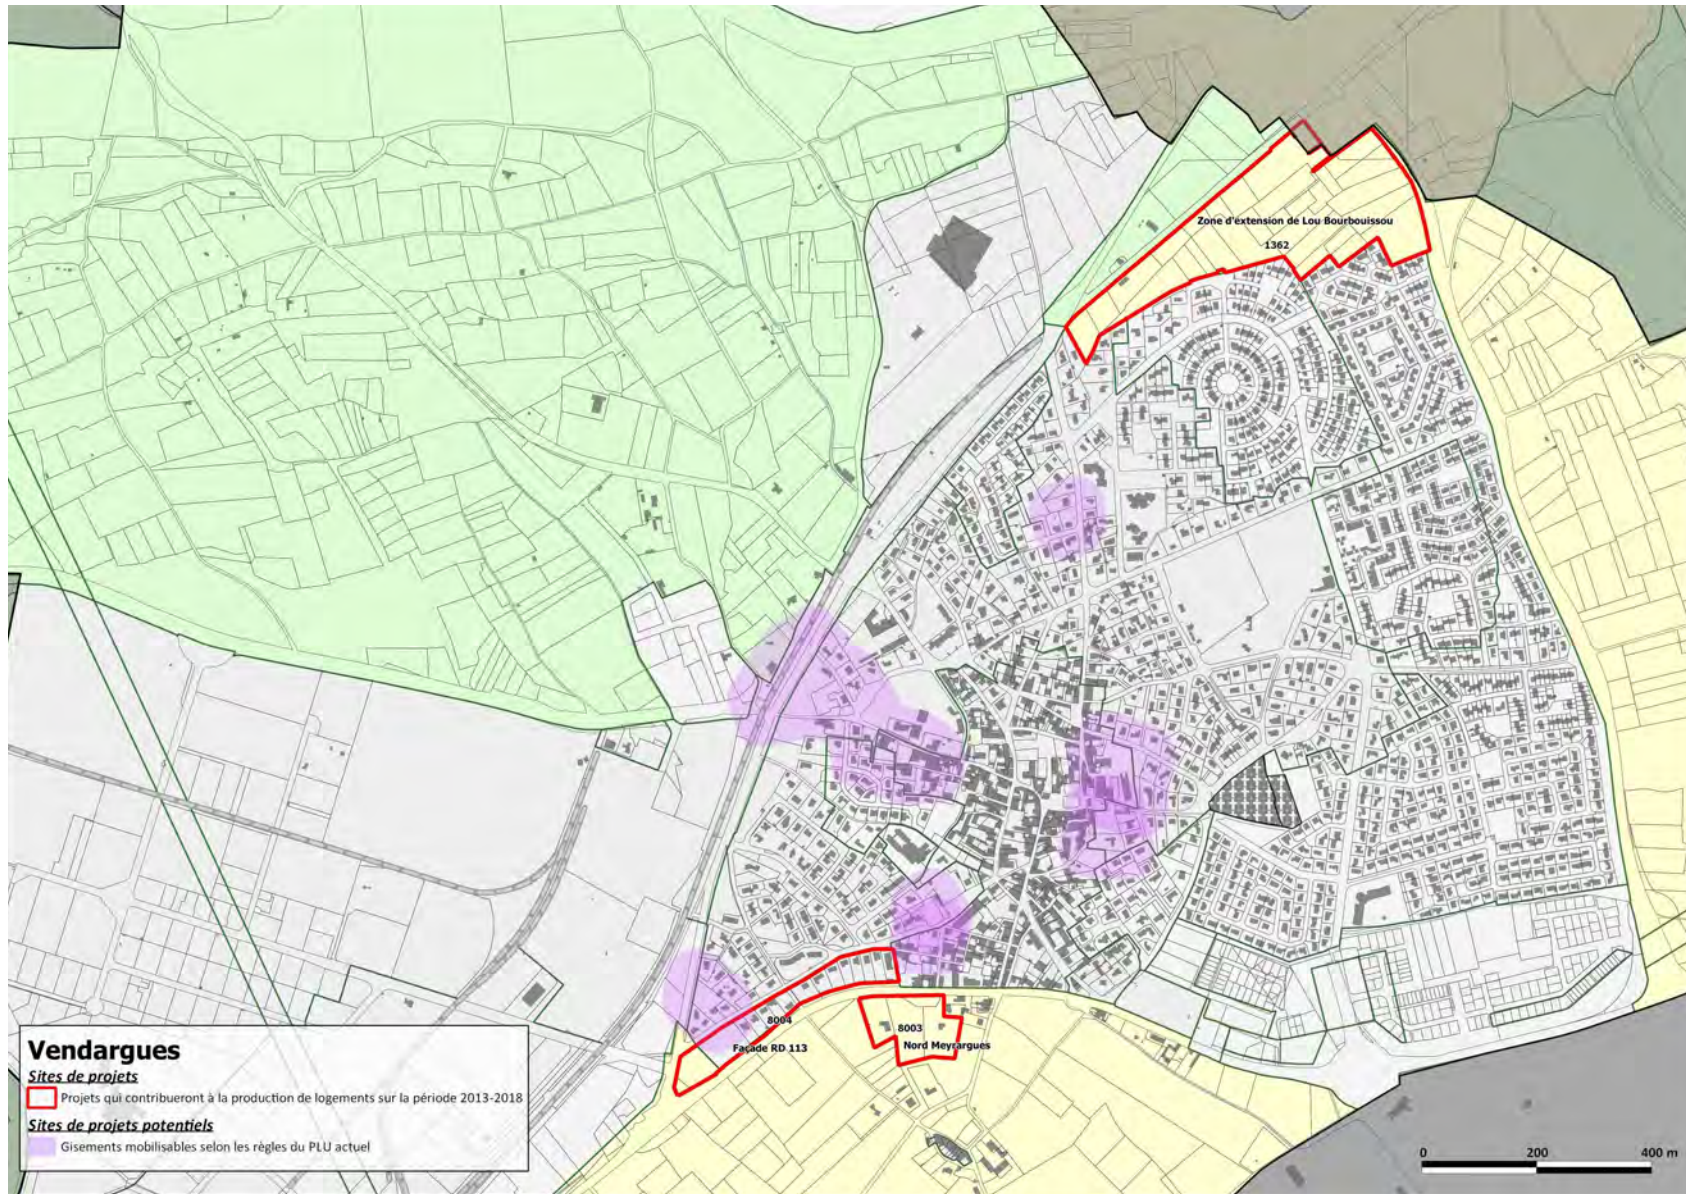 Zone d'extension de Lou Bourbouissou
1362
8004
Façade RD 113
8003
Nord Meyrargues
Vendargues
Sites de projets
Projets qui contribueront à la production de logements sur la période 2013-2018
Sites de projets potentiels
Gisements mobilisables selon les règles du PLU actuel
0 200 400 m